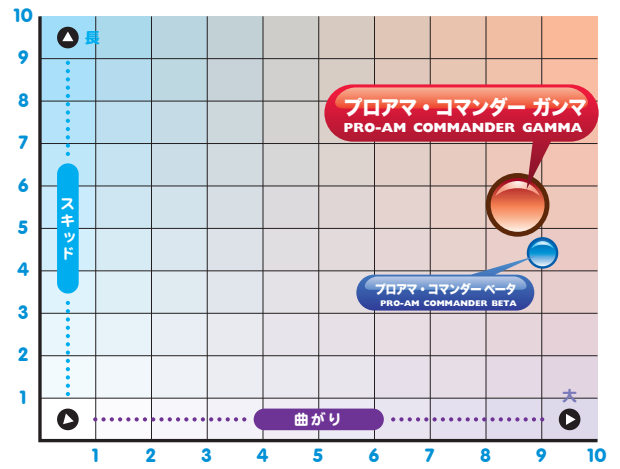 10
長
9
8
プロアマ・コマンダー ガンマ
PRO-AM COMMANDER GAMMA
7
6
スキッド
5
4
プロアマ・コマンダー ベータ
PRO-AM COMMANDER BETA
3
2
1
大
曲がり
1 2 3 4 5 6 7 8 9 10